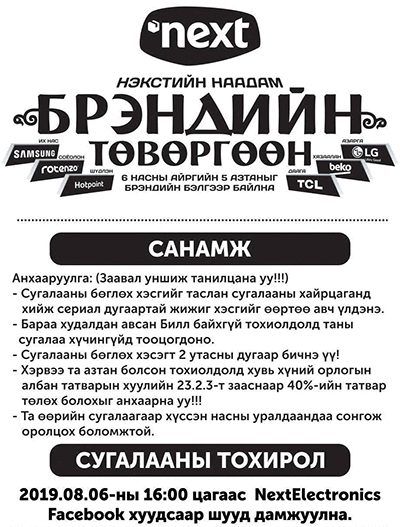 next
НЭКСТИЙН НААДАМ
БРЭНДИЙН
ТӨВӨРГӨӨН
ИХ НАС
SAMSUNG
СОЁОЛОН
rotenzo
ШҮДЛЭН
Hotpoint
6 НАСНЫ АЙРГИЙН 5 АЗТАНЫГ
БРЭНДИЙН БЭЛГЭЭР БАЙЛНА
АЗАРГА
LG
ХЯЗААЛАН
beko
ДААГА
TCL
САНАМЖ
Анхааруулга: (Заавал уншиж танилцана уу!!!)
- Сугалааны бөглөх хэсгийг таслан сугалааны хайрцаганд
хийж сериал дугаартай жижиг хэсгийг өөртөө авч үлдэнэ.
- Бараа худалдан авсан Билл байхгүй тохиолдолд таны
сугалаа хүчингүйд тооцогдоно.
- Сугалааны бөглөх хэсэгт 2 утасны дугаар бичнэ үү!
- Хэрвээ та азтан болсон тохиолдолд хувь хүний орлогын
албан татварын хуулийн 23.2.3-т зааснаар 40%-ийн татвар
төлөх болохыг анхаарна уу!!!
- Та өөрийн сугалаагаар хүссэн насны уралдаандаа сонгож
оролцох боломжтой.
СУГАЛААНЫ ТОХИРОЛ
2019.08.06-ны 16:00 цагаас NextElectronics
Facebook хуудсаар шууд дамжуулна.